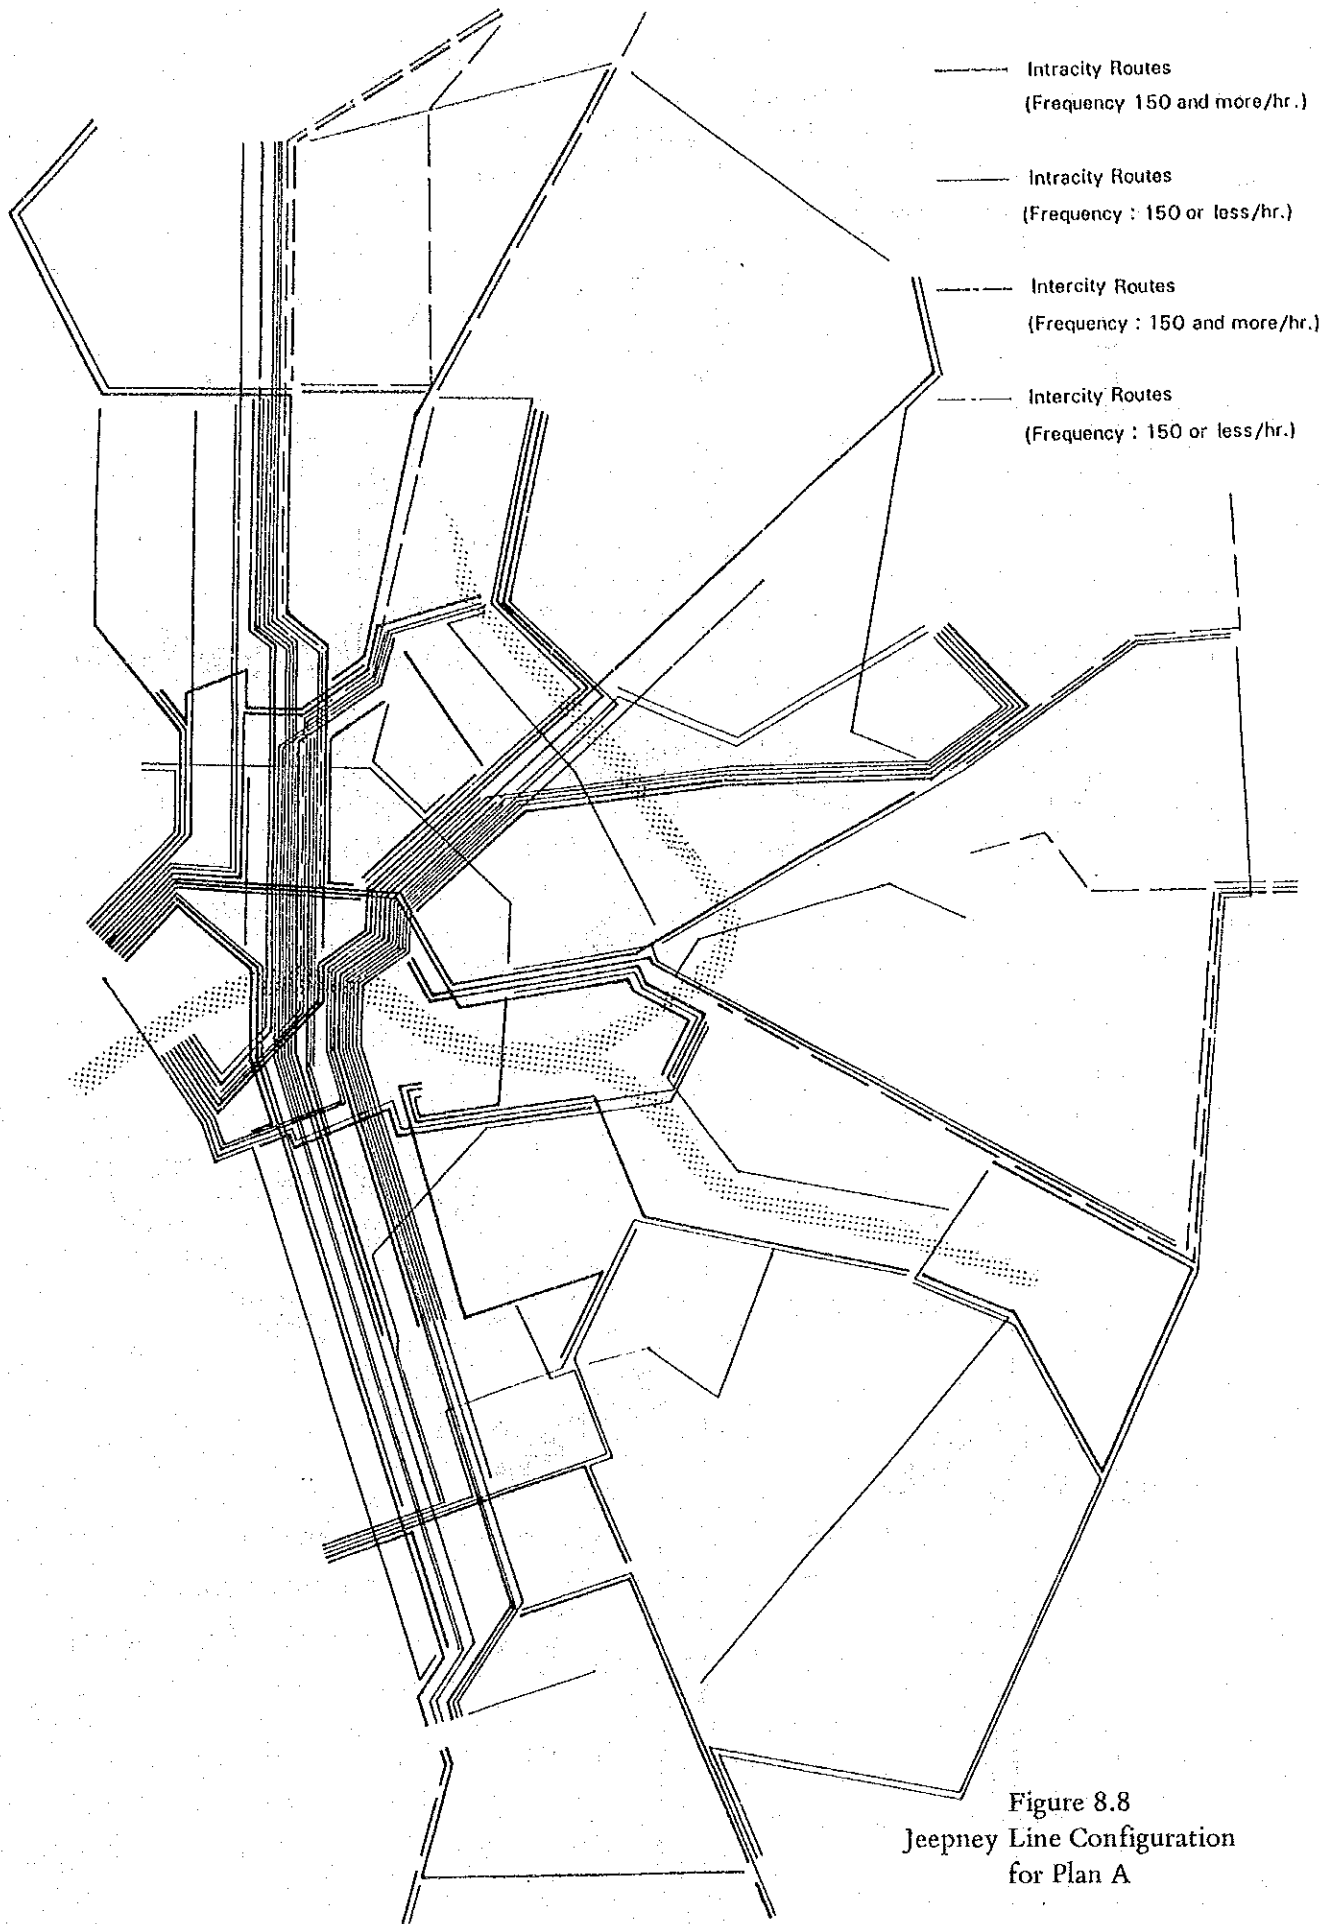 Intracity Routes
(Frequency 150 and more/hr.)
Intracity Routes
(Frequency : 150 or less/hr.)
Intercity Routes
(Frequency : 150 and more/hr.)
Intercity Routes
(Frequency : 150 or less/hr.)
Figure 8.8
Jeepney Line Configuration
for Plan A